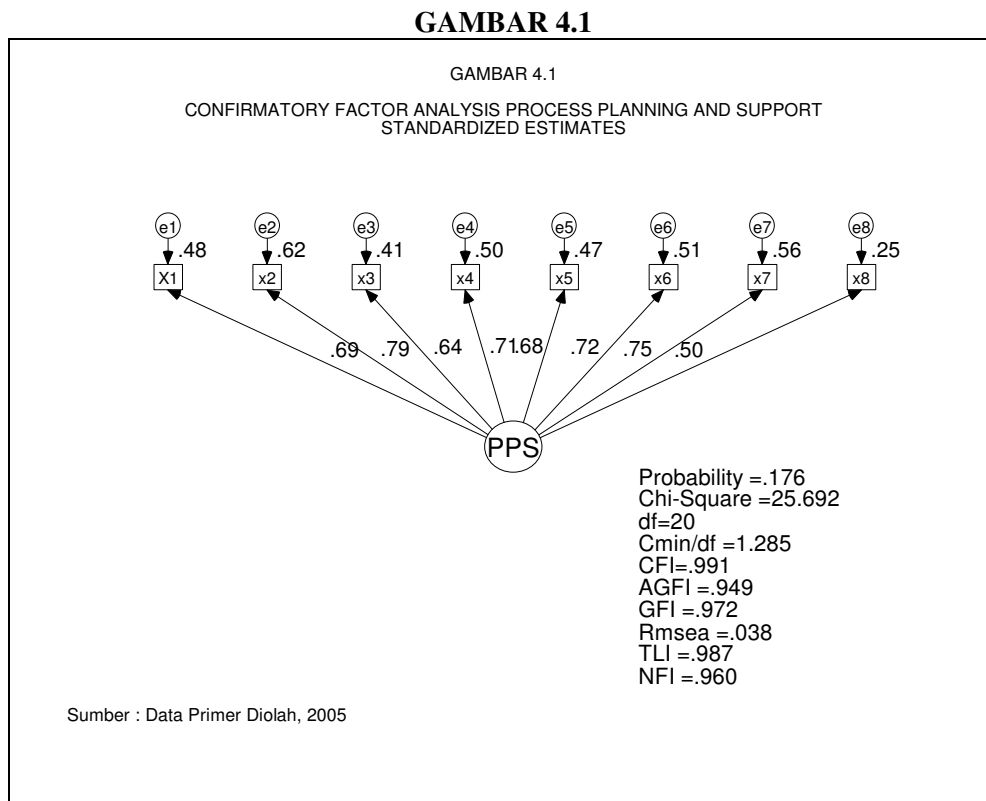 GAMBAR 4.1
GAMBAR 4.1
CONFIRMATORY FACTOR ANALYSIS PROCESS PLANNING AND SUPPORT
STANDARDIZED ESTIMATES
e1 e2 e3 e4 e5 e6 e7 e8
.48 .62 .41 .50 .47 .51 .56 .25
X1 x2 x3 x4 x5 x6 x7 x8
.69 .79 .64 .71 .68 .72 .75 .50
PPS
Probability =.176
Chi-Square =25.692
df=20
Cmin/df =1.285
CFI=.991
AGFI =.949
GFI =.972
Rmsea =.038
TLI =.987
NFI =.960
Sumber : Data Primer Diolah, 2005